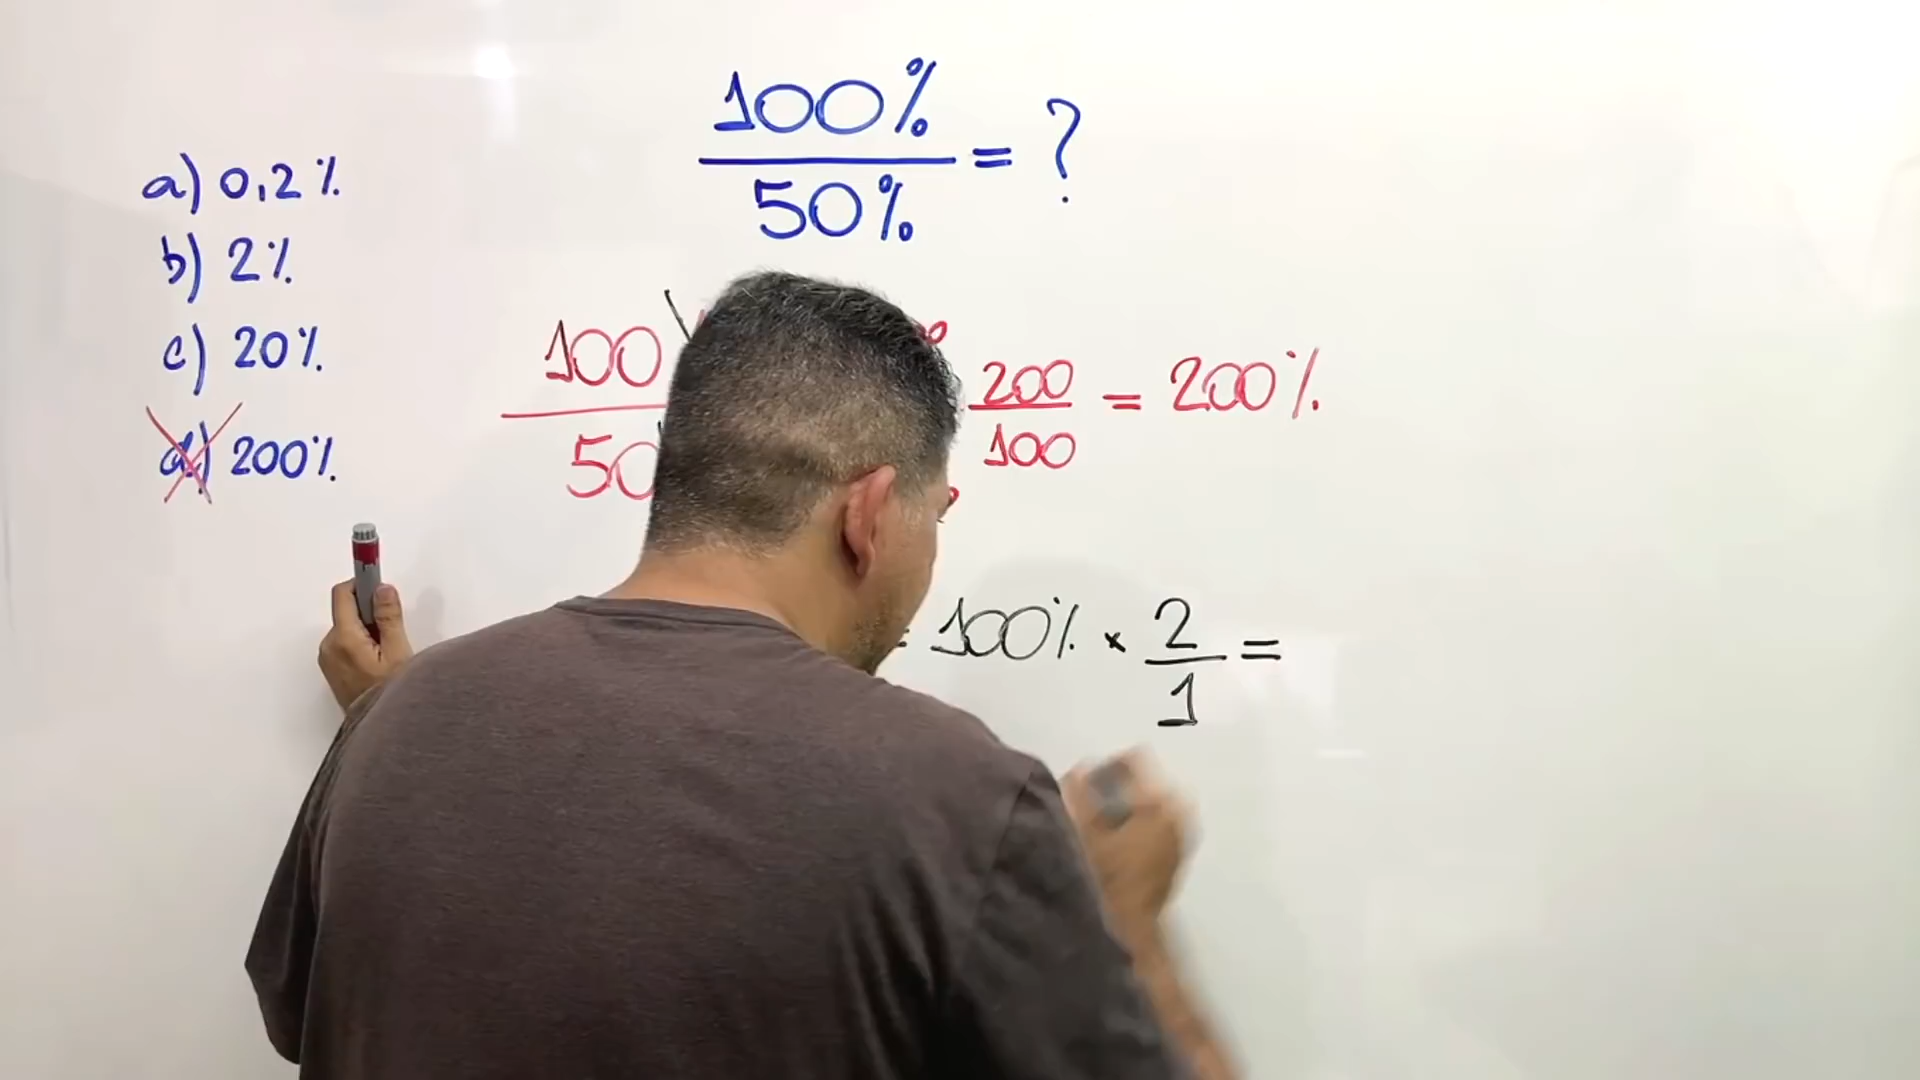 100%
50%
= ?
a) 0,2%
b) 2%
c) 20%
d) 200%
100
50
200
100
= 200%
= 100% × 2
1
=